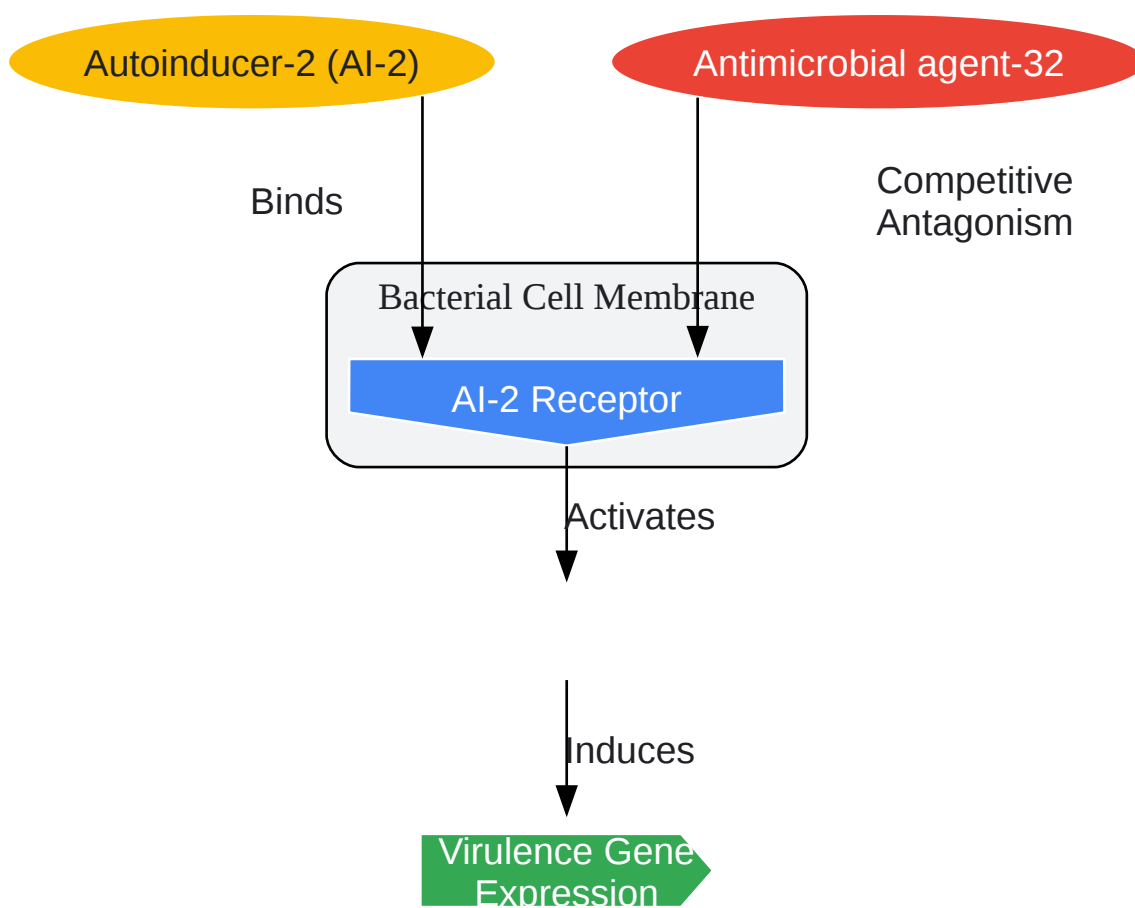 Autoinducer-2 (AI-2)
Antimicrobial agent-32
Binds
Competitive
Antagonism
Bacterial Cell Membrane
AI-2 Receptor
Activates
Induces
Virulence Gene
Expression